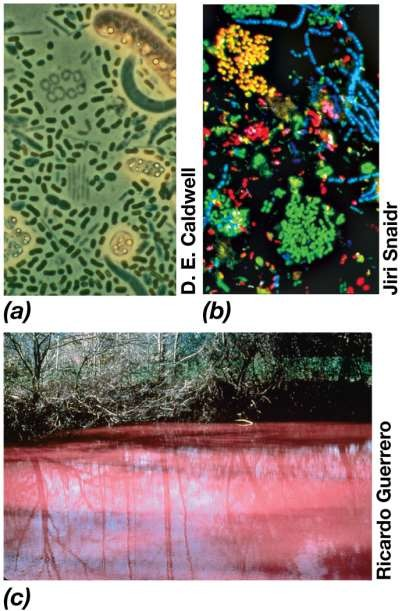 D. E. Caldwell
(a)
Jiri Snaidr
(b)
Ricardo Guerrero
(c)